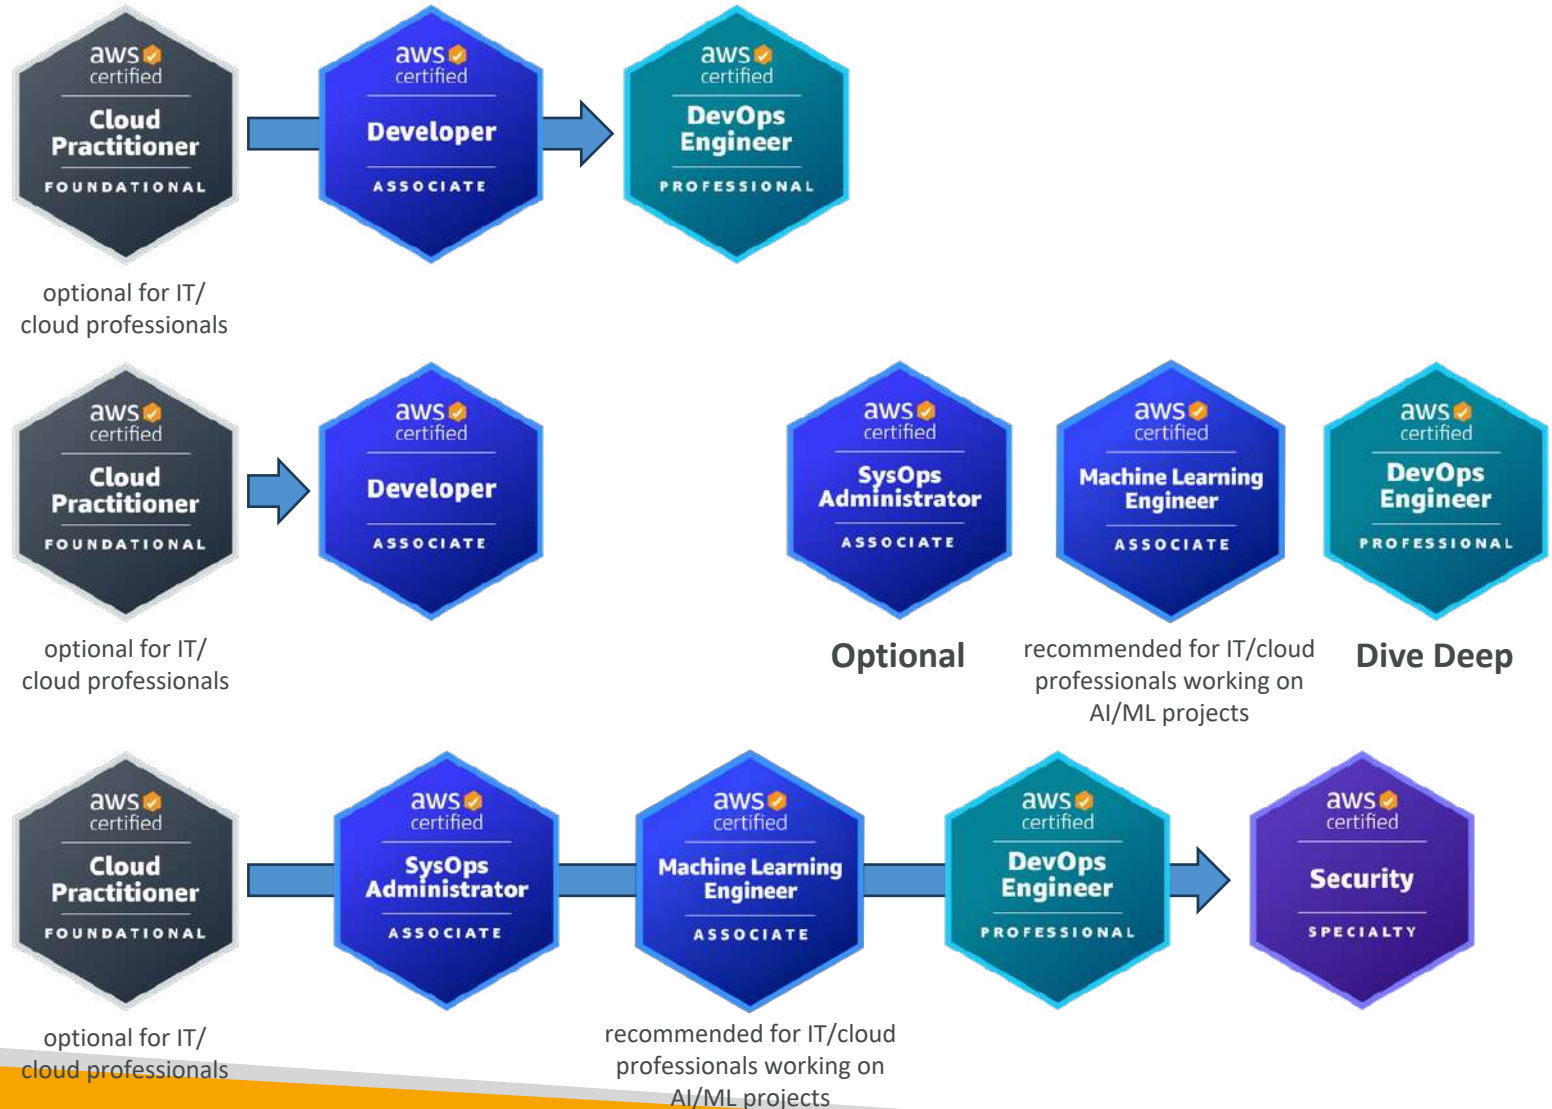 aws
certified
Cloud
Practitioner
FOUNDATIONAL
optional for IT/
cloud professionals
aws
certified
Developer
ASSOCIATE
aws
certified
DevOps
Engineer
PROFESSIONAL
aws
certified
Cloud
Practitioner
FOUNDATIONAL
optional for IT/
cloud professionals
aws
certified
Developer
ASSOCIATE
aws
certified
SysOps
Administrator
ASSOCIATE
Optional
aws
certified
Machine Learning
Engineer
ASSOCIATE
recommended for IT/cloud
professionals working on
AI/ML projects
aws
certified
DevOps
Engineer
PROFESSIONAL
Dive Deep
aws
certified
Cloud
Practitioner
FOUNDATIONAL
optional for IT/
cloud professionals
aws
certified
SysOps
Administrator
ASSOCIATE
aws
certified
Machine Learning
Engineer
ASSOCIATE
recommended for IT/cloud
professionals working on
AI/ML projects
aws
certified
DevOps
Engineer
PROFESSIONAL
aws
certified
Security
SPECIALTY